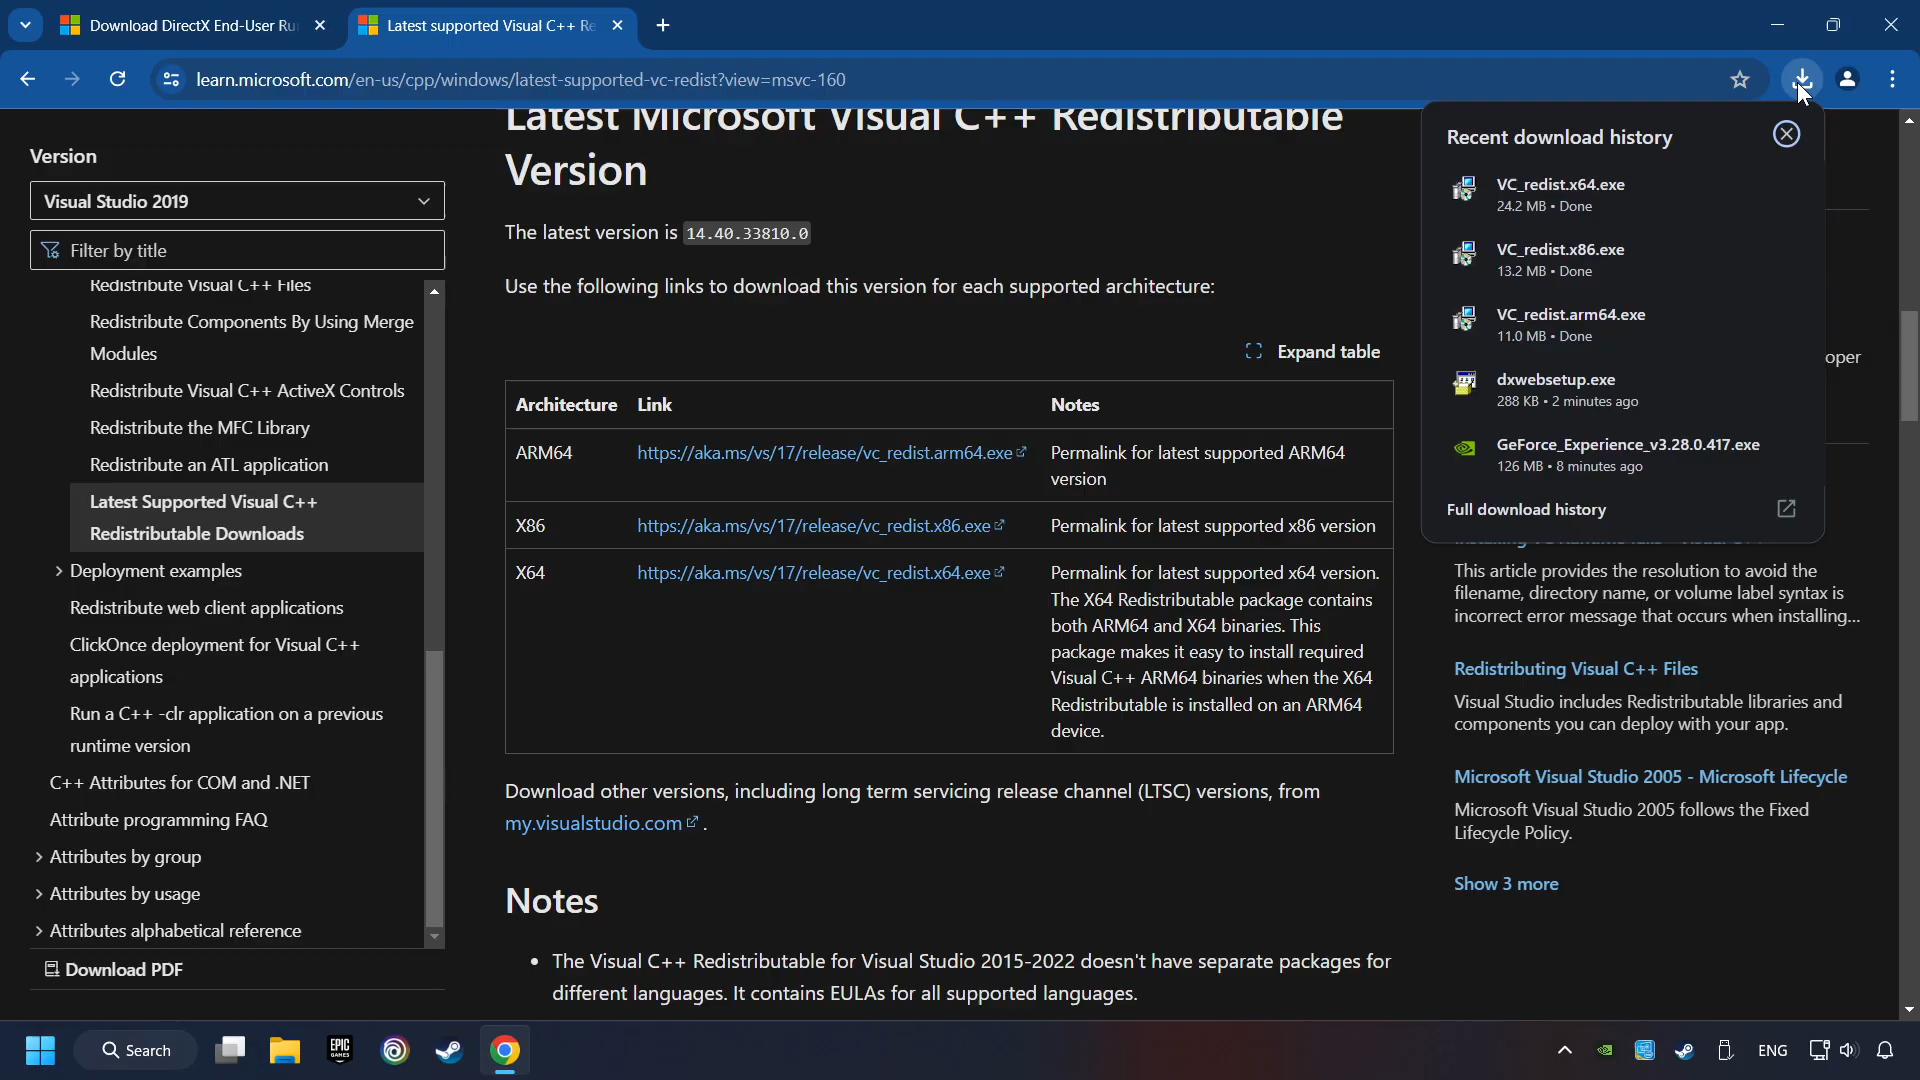 Download DirectX End-User Ru
Latest supported Visual C++ Re
learn.microsoft.com/en-us/cpp/windows/latest-supported-vc-redist?view=msvc-160
Version
Visual Studio 2019
Filter by title
Redistribute Visual C++ Files
Redistribute Components By Using Merge
Modules
Redistribute Visual C++ ActiveX Controls
Redistribute the MFC Library
Redistribute an ATL application
Latest Supported Visual C++
Redistributable Downloads
Deployment examples
Redistribute web client applications
ClickOnce deployment for Visual C++
applications
Run a C++ -clr application on a previous
runtime version
C++ Attributes for COM and .NET
Attribute programming FAQ
Attributes by group
Attributes by usage
Attributes alphabetical reference
Download PDF
Latest Microsoft Visual C++ Redistributable
Version
The latest version is 14.40.33810.0
Use the following links to download this version for each supported architecture:
Expand table
Architecture Link Notes
ARM64 https://aka.ms/vs/17/release/vc_redist.arm64.exe Permalink for latest supported ARM64
version
X86 https://aka.ms/vs/17/release/vc_redist.x86.exe Permalink for latest supported x86 version
X64 https://aka.ms/vs/17/release/vc_redist.x64.exe Permalink for latest supported x64 version.
The X64 Redistributable package contains
both ARM64 and X64 binaries. This
package makes it easy to install required
Visual C++ ARM64 binaries when the X64
Redistributable is installed on an ARM64
device.
Download other versions, including long term servicing release channel (LTSC) versions, from
my.visualstudio.com .
Notes
• The Visual C++ Redistributable for Visual Studio 2015-2022 doesn't have separate packages for
different languages. It contains EULAs for all supported languages.
Recent download history
VC_redist.x64.exe
24.2 MB • Done
VC_redist.x86.exe
13.2 MB • Done
VC_redist.arm64.exe
11.0 MB • Done
dxwebsetup.exe
288 KB • 2 minutes ago
GeForce_Experience_v3.28.0.417.exe
126 MB • 8 minutes ago
Full download history
oper
This article provides the resolution to avoid the
filename, directory name, or volume label syntax is
incorrect error message that occurs when installing...
Redistributing Visual C++ Files
Visual Studio includes Redistributable libraries and
components you can deploy with your app.
Microsoft Visual Studio 2005 - Microsoft Lifecycle
Microsoft Visual Studio 2005 follows the Fixed
Lifecycle Policy.
Show 3 more
Search
EPIC
GAMES
ENG